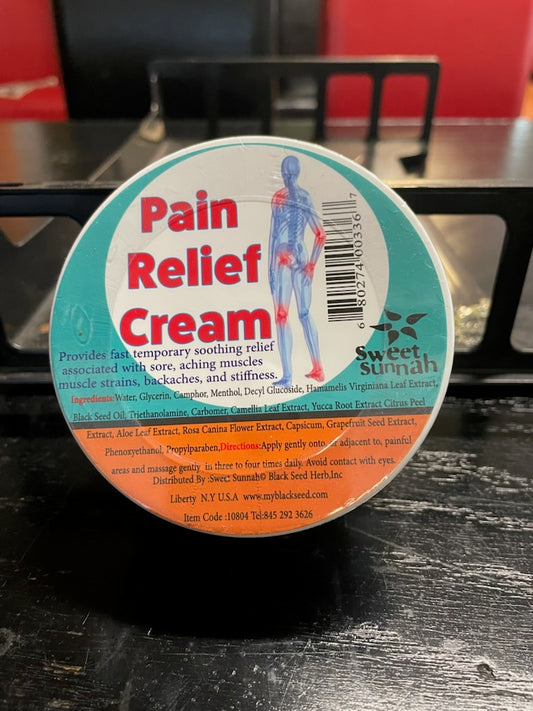 Pain
Relief
Cream
Provides fast temporary soothing relief
associated with sore, aching muscles
muscle strains, backaches, and stiffness.
6 80274 00336 7
Sweet
Sunnah
Ingredients:Water, Glycerin, Camphor, Menthol, Decyl Glucoside, Hamamelis Virginiana Leaf Extract,
Black Seed Oil, Triethanolamine, Carbomer, Camellia Leaf Extract, Yucca Root Extract Citrus Peel
Extract, Aloe Leaf Extract, Rosa Canina Flower Extract, Capsicum, Grapefruit Seed Extract,
Phenoxyethanol, Propylparaben,Directions:Apply gently onto or adjacent to, painful
areas and massage gently in three to four times daily. Avoid contact with eyes.
Distributed By :Sweet Sunnah© Black Seed Herb,Inc
Liberty N.Y U.S.A www.myblackseed.com
Item Code :10804 Tel:845 292 3626